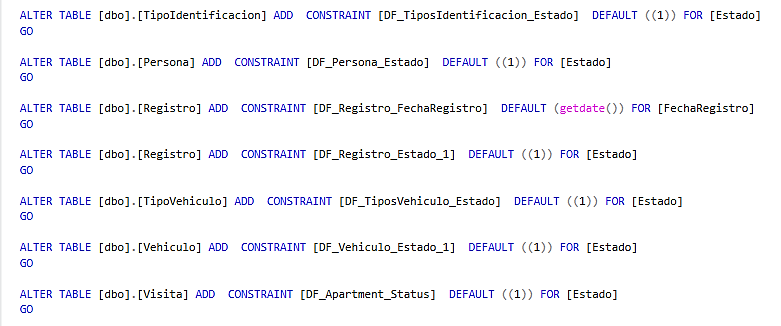 ALTER TABLE [dbo].[TipoIdentificacion] ADD  CONSTRAINT [DF_TiposIdentificacion_Estado]  DEFAULT ((1)) FOR [Estado]
GO
ALTER TABLE [dbo].[Persona] ADD  CONSTRAINT [DF_Persona_Estado]  DEFAULT ((1)) FOR [Estado]
GO
ALTER TABLE [dbo].[Registro] ADD  CONSTRAINT [DF_Registro_FechaRegistro]  DEFAULT (getdate()) FOR [FechaRegistro]
GO
ALTER TABLE [dbo].[Registro] ADD  CONSTRAINT [DF_Registro_Estado_1]  DEFAULT ((1)) FOR [Estado]
GO
ALTER TABLE [dbo].[TipoVehiculo] ADD  CONSTRAINT [DF_TiposVehiculo_Estado]  DEFAULT ((1)) FOR [Estado]
GO
ALTER TABLE [dbo].[Vehiculo] ADD  CONSTRAINT [DF_Vehiculo_Estado_1]  DEFAULT ((1)) FOR [Estado]
GO
ALTER TABLE [dbo].[Visita] ADD  CONSTRAINT [DF_Apartment_Status]  DEFAULT ((1)) FOR [Estado]
GO